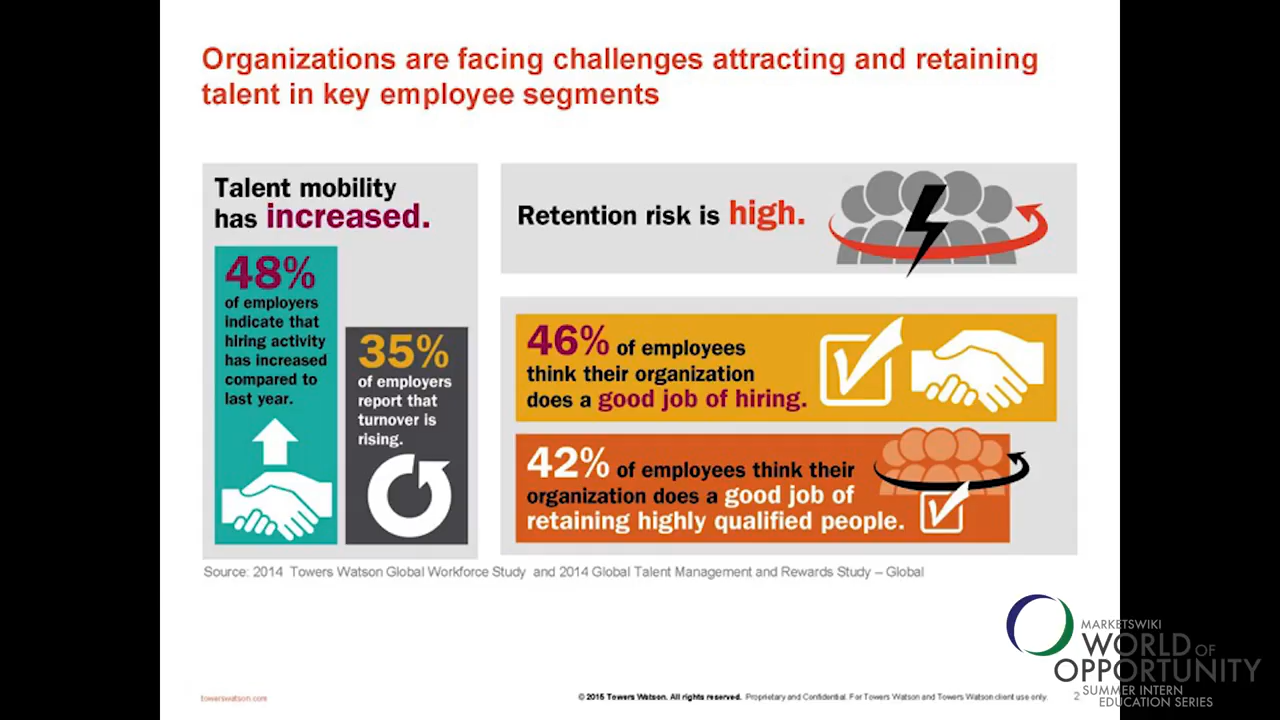 Organizations are facing challenges attracting and retaining
talent in key employee segments
Talent mobility
has increased.
48%
of employers
indicate that
hiring activity
has increased
compared to
last year.
35%
of employers
report that
turnover is
rising.
Retention risk is high.
46% of employees
think their organization
does a good job of hiring.
42% of employees think their
organization does a good job of
retaining highly qualified people.
Source: 2014 Towers Watson Global Workforce Study and 2014 Global Talent Management and Rewards Study – Global
towerswatson.com
© 2015 Towers Watson. All rights reserved. Proprietary and Confidential. For Towers Watson and Towers Watson client use only.
2
MARKETSWIKI
WORLD OF
OPPORTUNITY
SUMMER INTERN
EDUCATION SERIES